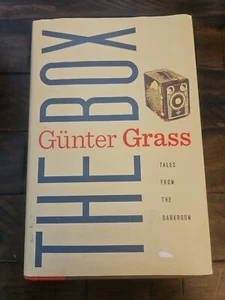 THE BOX
Günter Grass
TALES
FROM
THE
DARKROOM